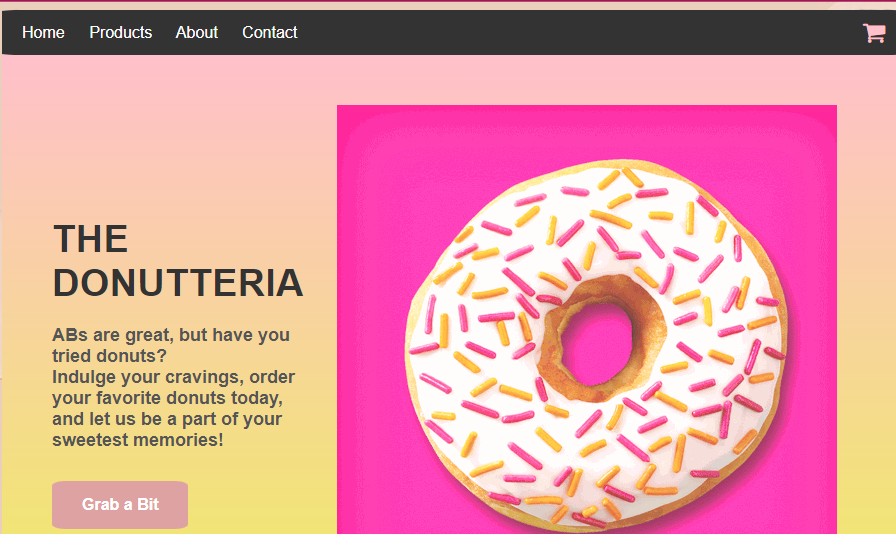 Home Products About Contact
THE
DONUTTERIA
ABs are great, but have you
tried donuts?
Indulge your cravings, order
your favorite donuts today,
and let us be a part of your
sweetest memories!
Grab a Bit